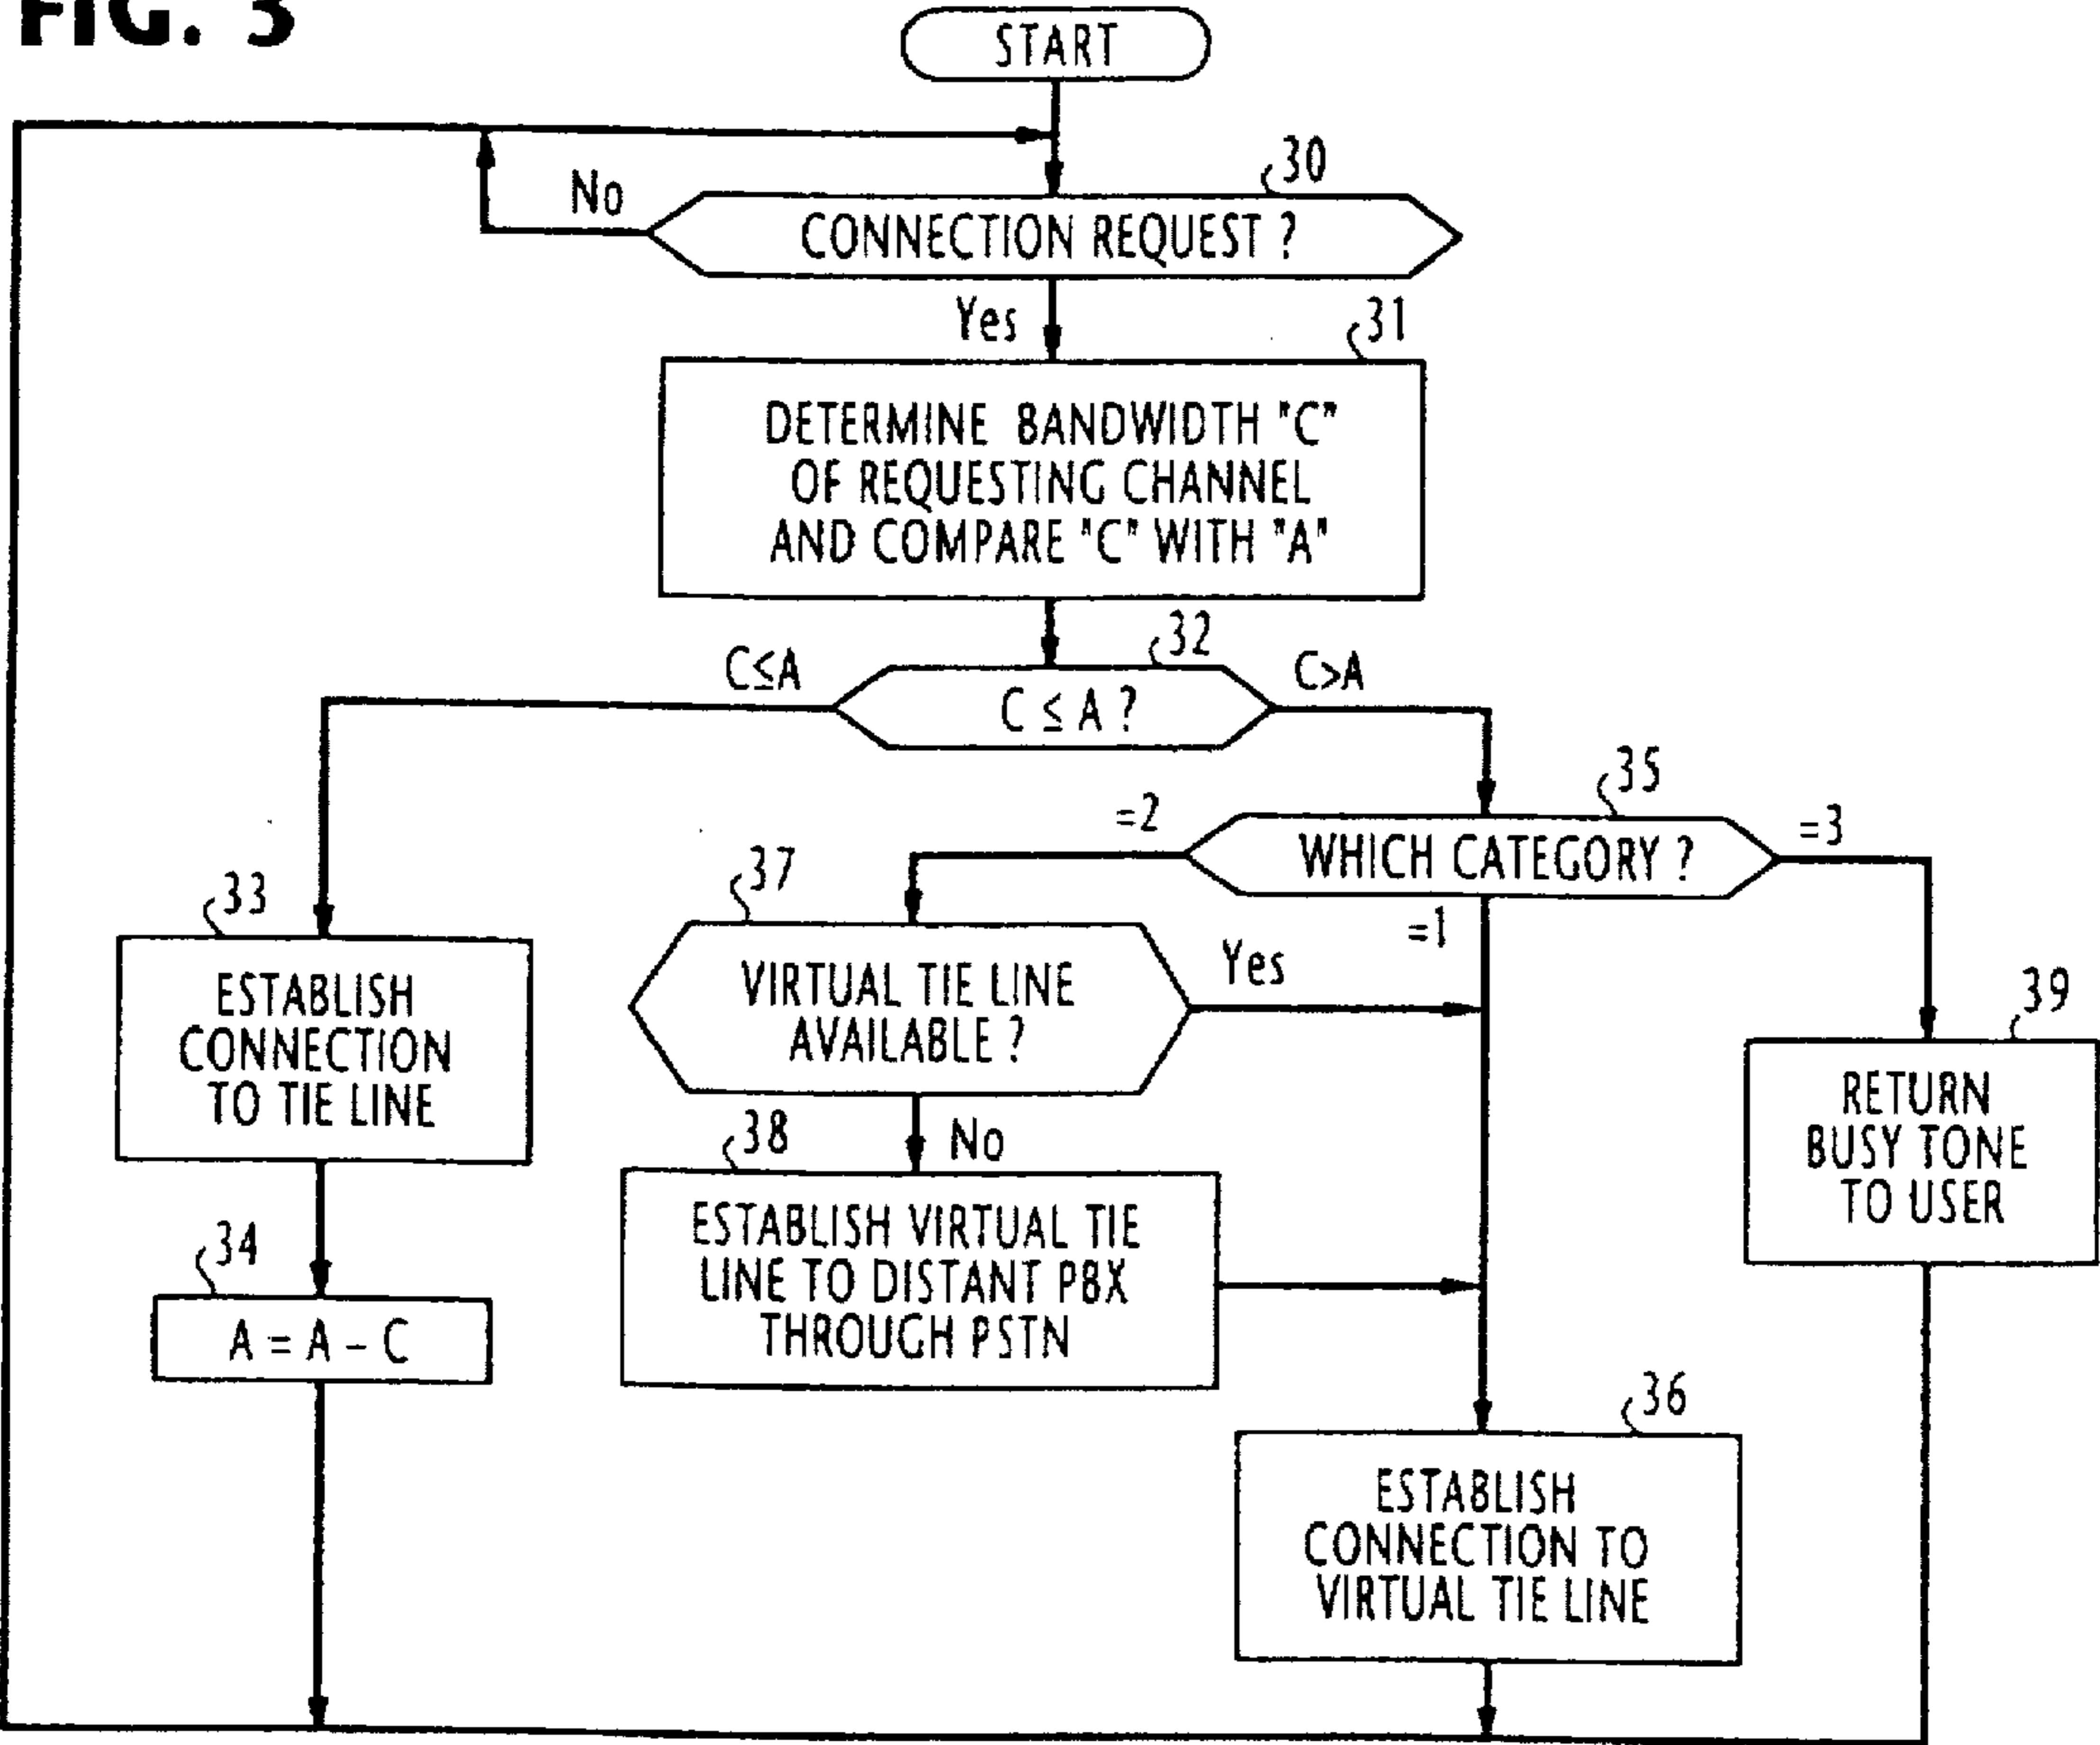 FIG. 3
START
30
No
CONNECTION REQUEST ?
Yes
31
DETERMINE BANDWIDTH "C"
OF REQUESTING CHANNEL
AND COMPARE "C" WITH "A"
32
C≤A
C ≤ A ?
C>A
35
=2
WHICH CATEGORY ?
=3
=1
33
ESTABLISH
CONNECTION
TO TIE LINE
37
VIRTUAL TIE LINE
AVAILABLE ?
Yes
No
39
RETURN
BUSY TONE
TO USER
38
ESTABLISH VIRTUAL TIE
LINE TO DISTANT PBX
THROUGH PSTN
34
A = A – C
36
ESTABLISH
CONNECTION TO
VIRTUAL TIE LINE